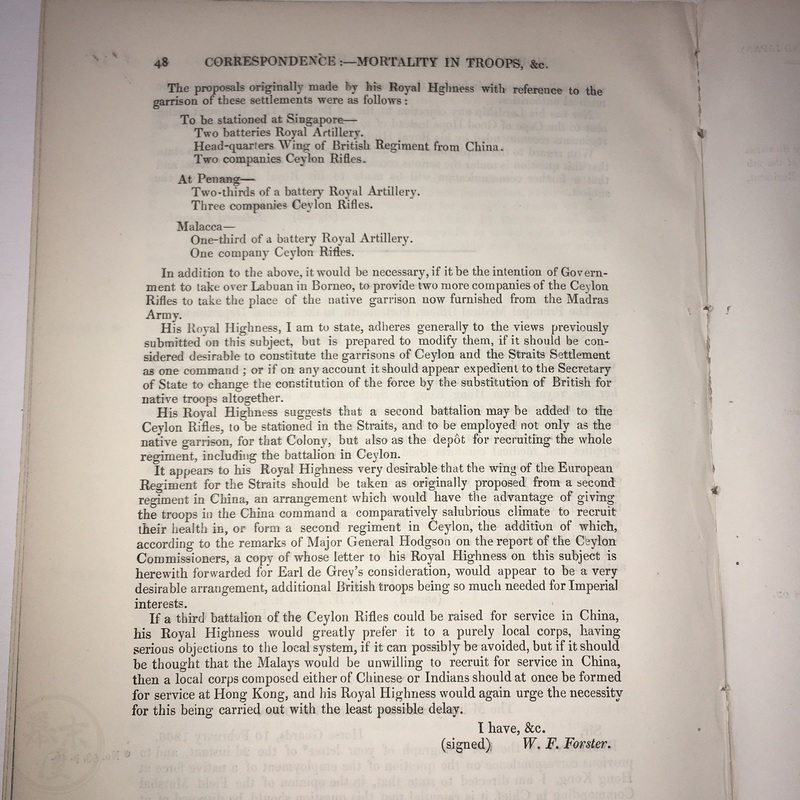 48 CORRESPONDENCE :—MORTALITY IN TROOPS, &c.
The proposals originally made by his Royal Hghness with reference to the
garrison of these settlements were as follows :
To be stationed at Singapore—
Two batteries Royal Artillery.
Head-quarters Wing of British Regiment from China.
Two companies Ceylon Rifles.
At Penang—
Two-thirds of a battery Royal Artillery.
Three companies Ceylon Rifles.
Malacca—
One-third of a battery Royal Artillery.
One company Ceylon Rifles.
In addition to the above, it would be necessary, if it be the intention of Govern-
ment to take over Labuan in Borneo, to provide two more companies of the Ceylon
Rifles to take the place of the native garrison now furnished from the Madras
Army.
His Royal Highness, I am to state, adheres generally to the views previously
submitted on this subject, but is prepared to modify them, if it should be con-
sidered desirable to constitute the garrisons of Ceylon and the Straits Settlement
as one command ; or if on any account it should appear expedient to the Secretary
of State to change the constitution of the force by the substitution of British for
native troops altogether.
His Royal Highness suggests that a second battalion may be added to the
Ceylon Rifles, to be stationed in the Straits, and to be employed not only as the
native garrison, for that Colony, but also as the depôt for recruiting the whole
regiment, including the battalion in Ceylon.
It appears to his Royal Highness very desirable that the wing of the European
Regiment for the Straits should be taken as originally proposed from a second
regiment in China, an arrangement which would have the advantage of giving
the troops in the China command a comparatively salubrious climate to recruit
their health in, or form a second regiment in Ceylon, the addition of which,
according to the remarks of Major General Hodgson on the report of the Ceylon
Commissioners, a copy of whose letter to his Royal Highness on this subject is
herewith forwarded for Earl de Grey's consideration, would appear to be a very
desirable arrangement, additional British troops being so much needed for Imperial
interests.
If a third battalion of the Ceylon Rifles could be raised for service in China,
his Royal Highness would greatly prefer it to a purely local corps, having
serious objections to the local system, if it can possibly be avoided, but if it should
be thought that the Malays would be unwilling to recruit for service in China,
then a local corps composed either of Chinese or Indians should at once be formed
for service at Hong Kong, and his Royal Highness would again urge the necessity
for this being carried out with the least possible delay.
I have, &c.
(signed) W. F. Forster.